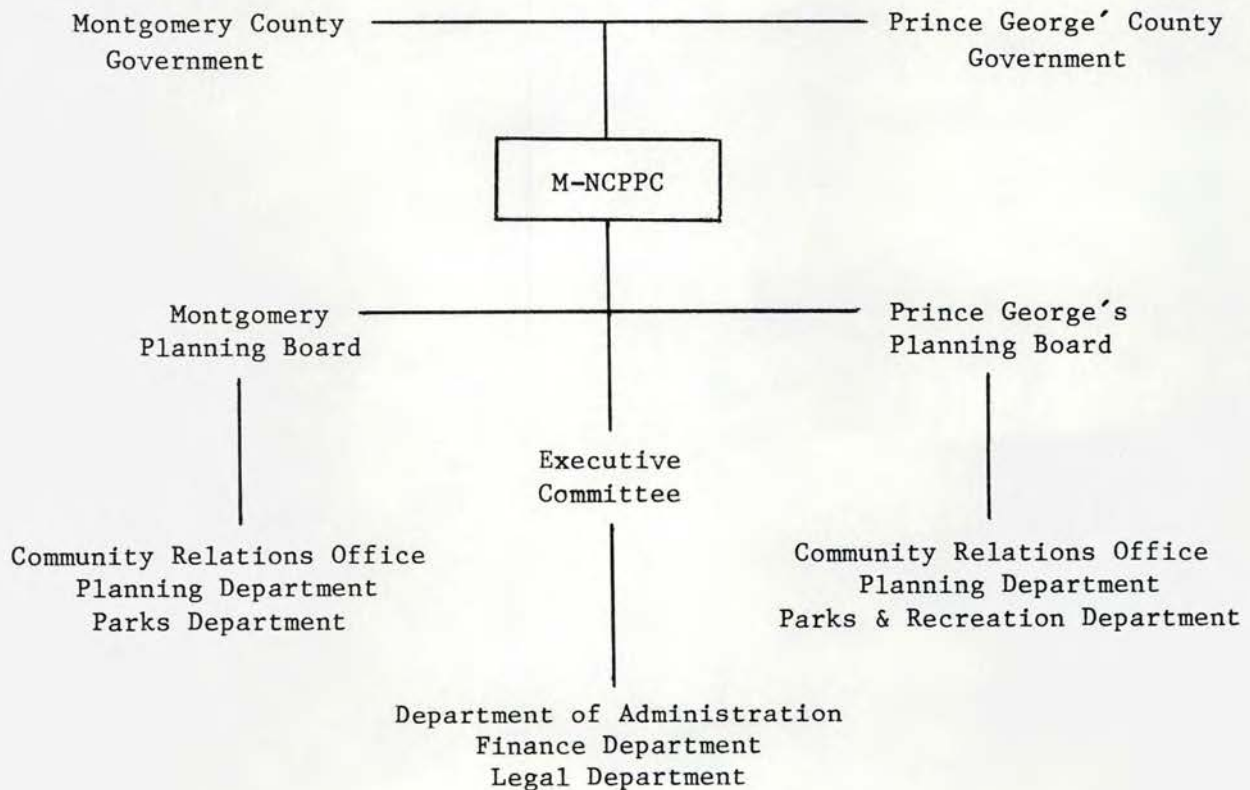 Montgomery County
Government
Prince George´ County
Government
M-NCPPC
Montgomery
Planning Board
Prince George´s
Planning Board
Executive
Committee
Community Relations Office
Planning Department
Parks Department
Community Relations Office
Planning Department
Parks & Recreation Department
Department of Administration
Finance Department
Legal Department